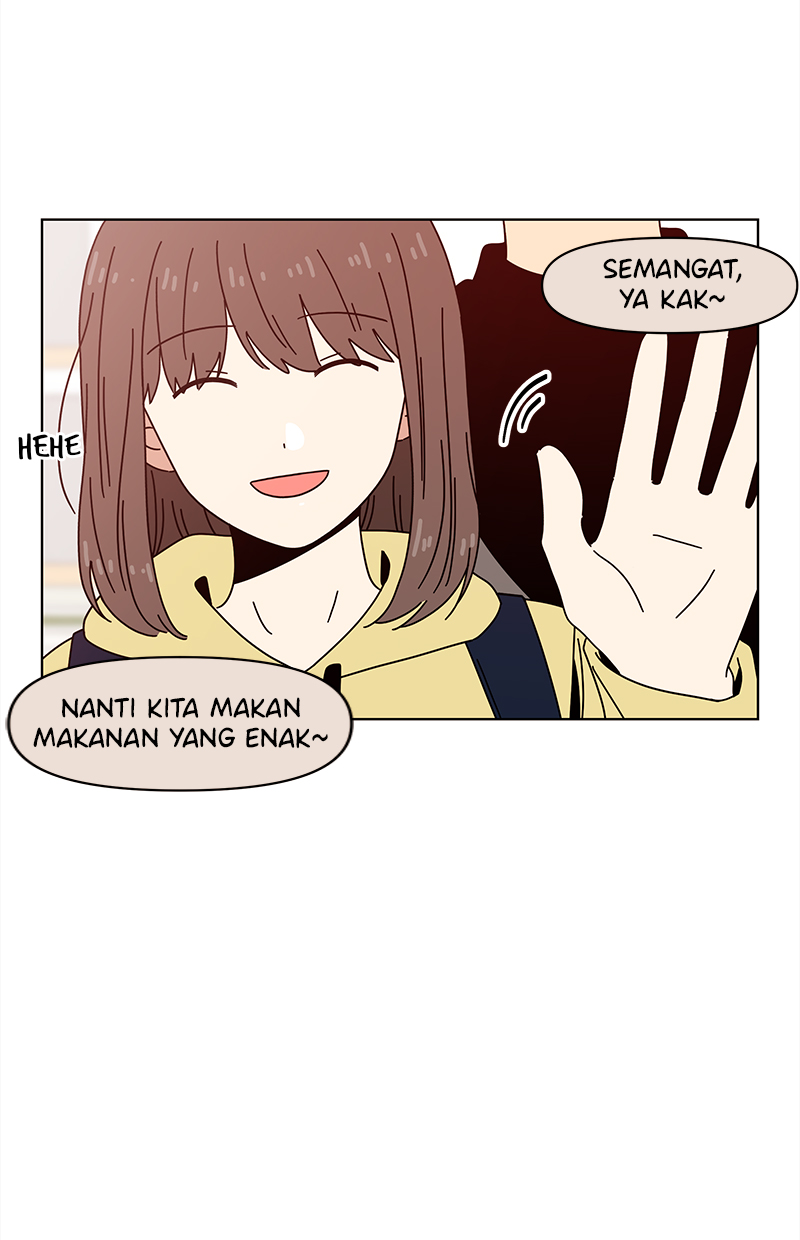 SEMANGAT,
YA KAK~
HEHE
NANTI KITA MAKAN
MAKANAN YANG ENAK~